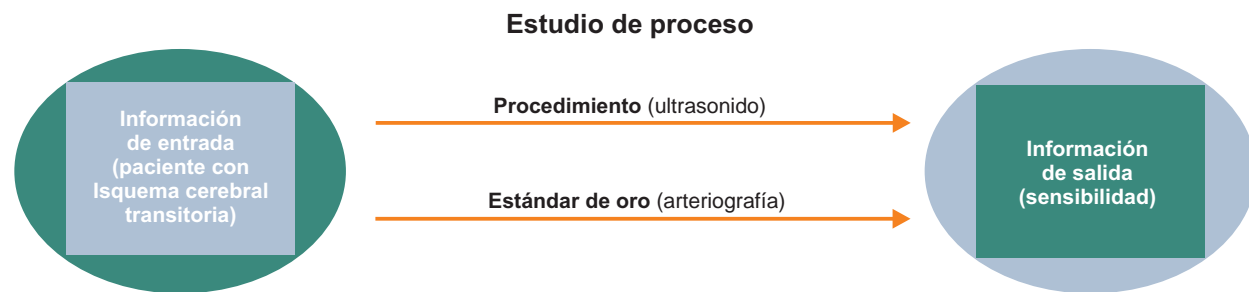 Estudio de proceso
Información
de entrada
(paciente con
Isquema cerebral
transitoria)
Procedimiento (ultrasonido)
Estándar de oro (arteriografía)
Información
de salida
(sensibilidad)